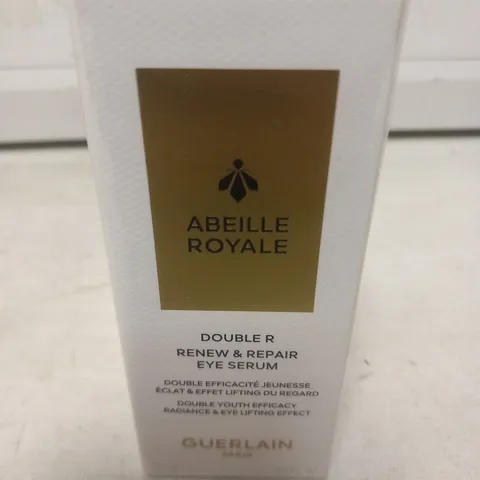 ABEILLE
ROYALE
DOUBLE R
RENEW & REPAIR
EYE SERUM
DOUBLE EFFICACITÉ JEUNESSE
ÉCLAT & EFFET LIFTING DU REGARD
DOUBLE YOUTH EFFICACY
RADIANCE & EYE LIFTING EFFECT
GUERLAIN
PARIS